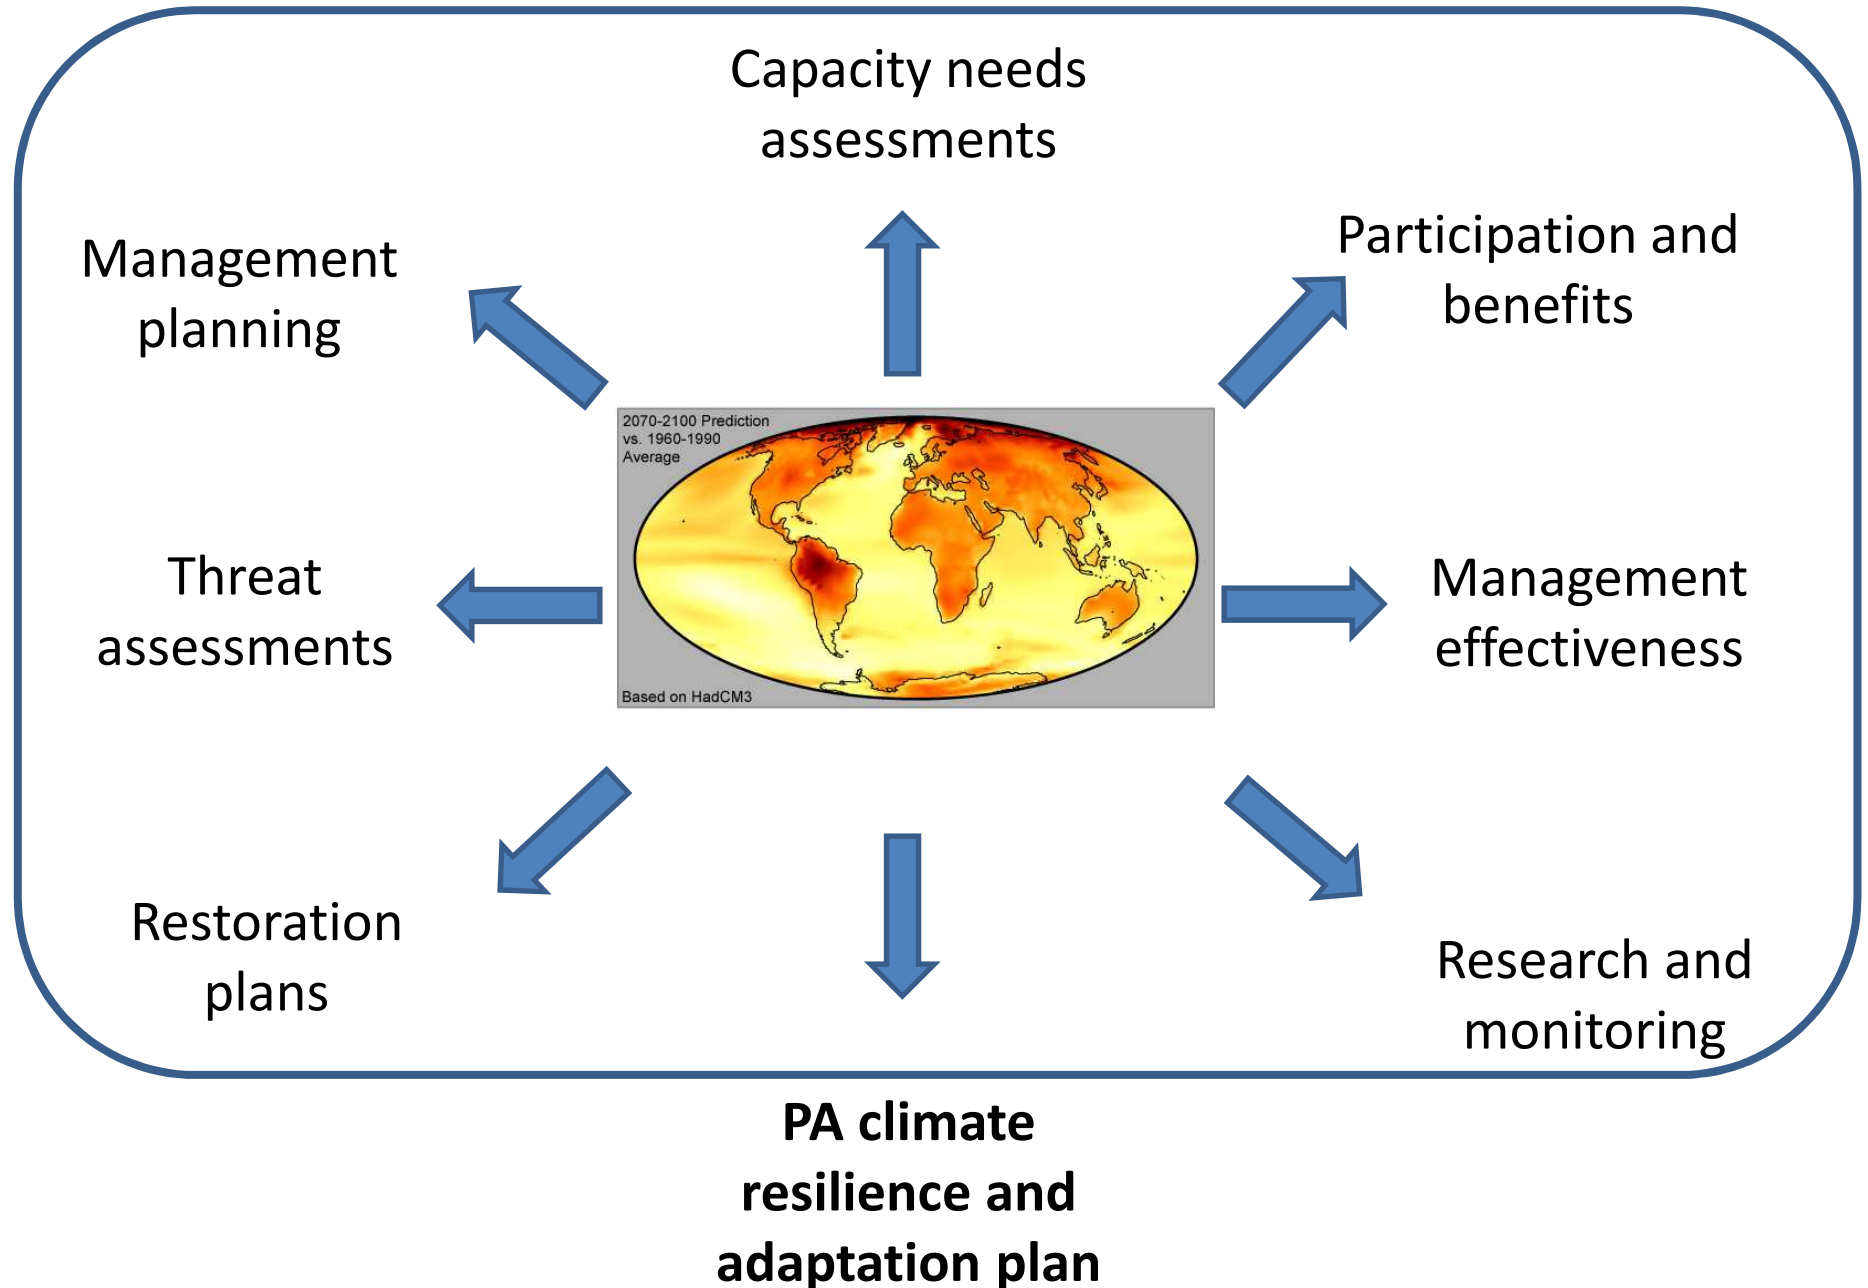 Capacity needs
assessments
Management
planning
Participation and
benefits
2070-2100 Prediction
vs. 1960-1990
Average
Threat
assessments
Management
effectiveness
Based on HadCM3
Restoration
plans
Research and
monitoring
PA climate
resilience and
adaptation plan